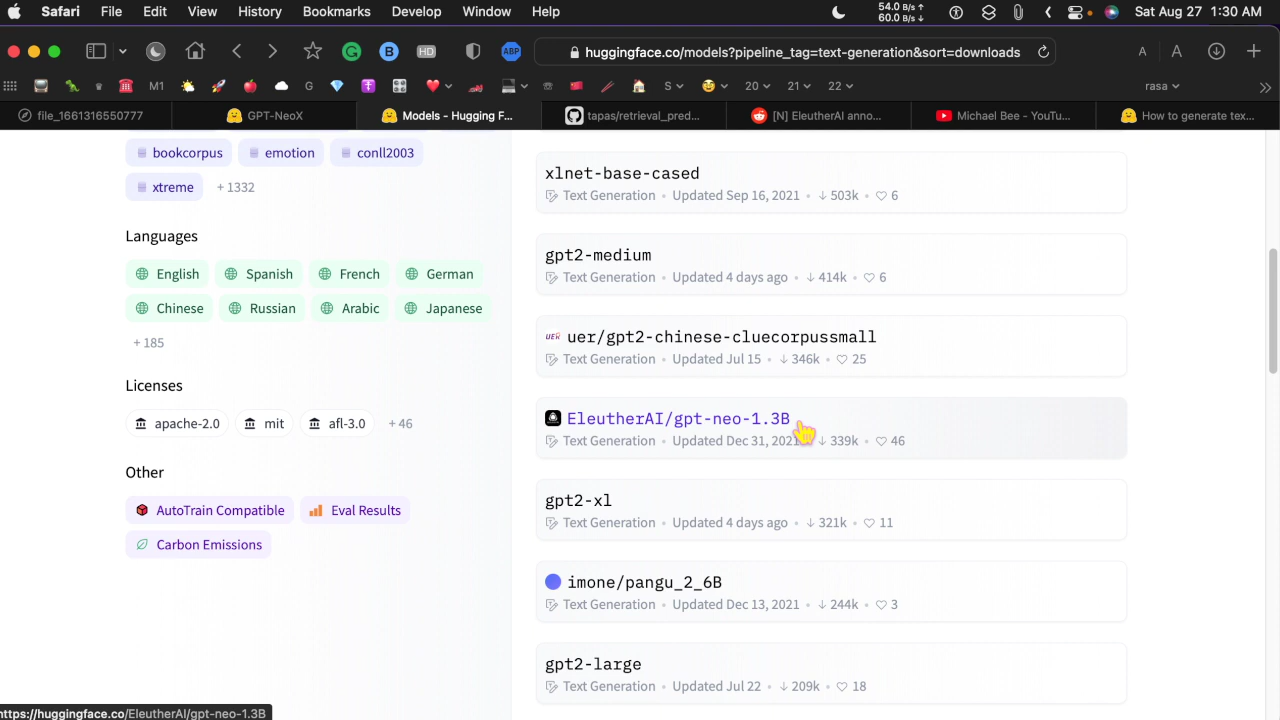 Safari File Edit View History Bookmarks Develop Window Help 54.0 B/s↑ 60.0 B/s↓ Sat Aug 27 1:30 AM
B HD ABP huggingface.co/models?pipeline_tag=text-generation&sort=downloads A A
M1 G S 20 21 22 rasa
file_1661316550777 GPT-NeoX Models - Hugging F... tapas/retrieval_pred... [N] EleutherAI anno... Michael Bee - YouTu... How to generate tex...
bookcorpus emotion conll2003
xtreme + 1332
Languages
English Spanish French German
Chinese Russian Arabic Japanese
+ 185
Licenses
apache-2.0 mit afl-3.0 + 46
Other
AutoTrain Compatible Eval Results
Carbon Emissions
xlnet-base-cased
Text Generation • Updated Sep 16, 2021 • ↓ 503k • ♡ 6
gpt2-medium
Text Generation • Updated 4 days ago • ↓ 414k • ♡ 6
UER uer/gpt2-chinese-cluecorpussmall
Text Generation • Updated Jul 15 • ↓ 346k • ♡ 25
EleutherAI/gpt-neo-1.3B
Text Generation • Updated Dec 31, 2021 • ↓ 339k • ♡ 46
gpt2-xl
Text Generation • Updated 4 days ago • ↓ 321k • ♡ 11
imone/pangu_2_6B
Text Generation • Updated Dec 13, 2021 • ↓ 244k • ♡ 3
gpt2-large
Text Generation • Updated Jul 22 • ↓ 209k • ♡ 18
https://huggingface.co/EleutherAI/gpt-neo-1.3B